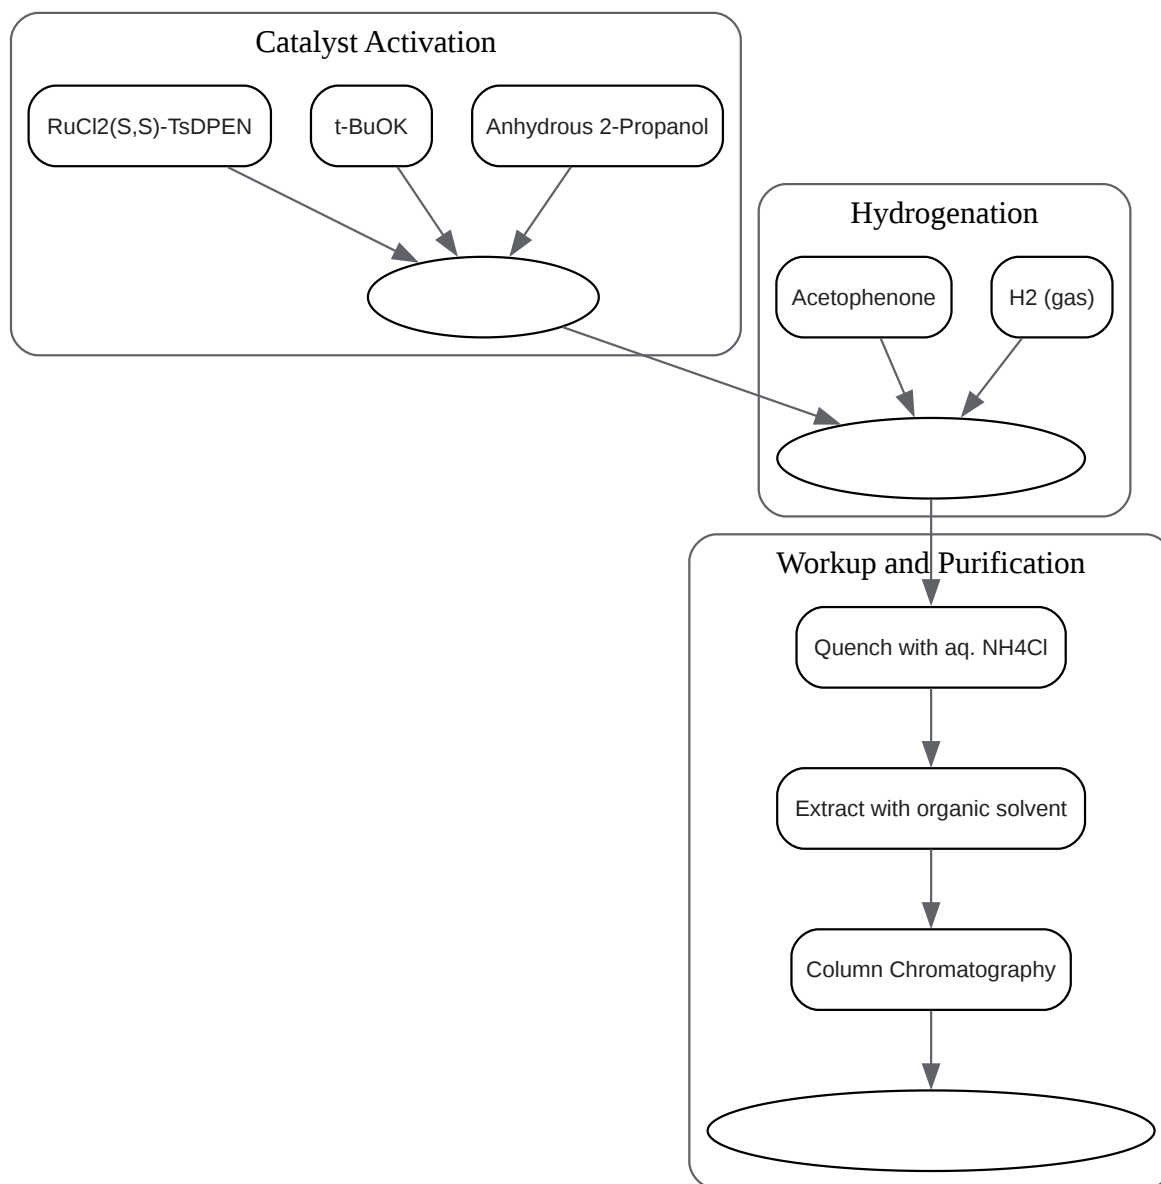 Catalyst Activation
RuCl2(S,S)-TsDPEN
t-BuOK
Anhydrous 2-Propanol
Hydrogenation
Acetophenone
H2 (gas)
Workup and Purification
Quench with aq. NH4Cl
Extract with organic solvent
Column Chromatography